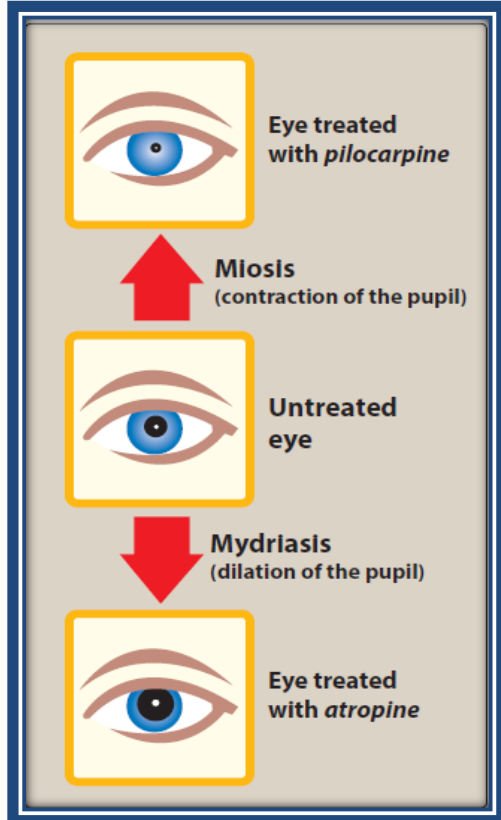 Eye treated
with pilocarpine
Miosis
(contraction of the pupil)
Untreated
eye
Mydriasis
(dilation of the pupil)
Eye treated
with atropine